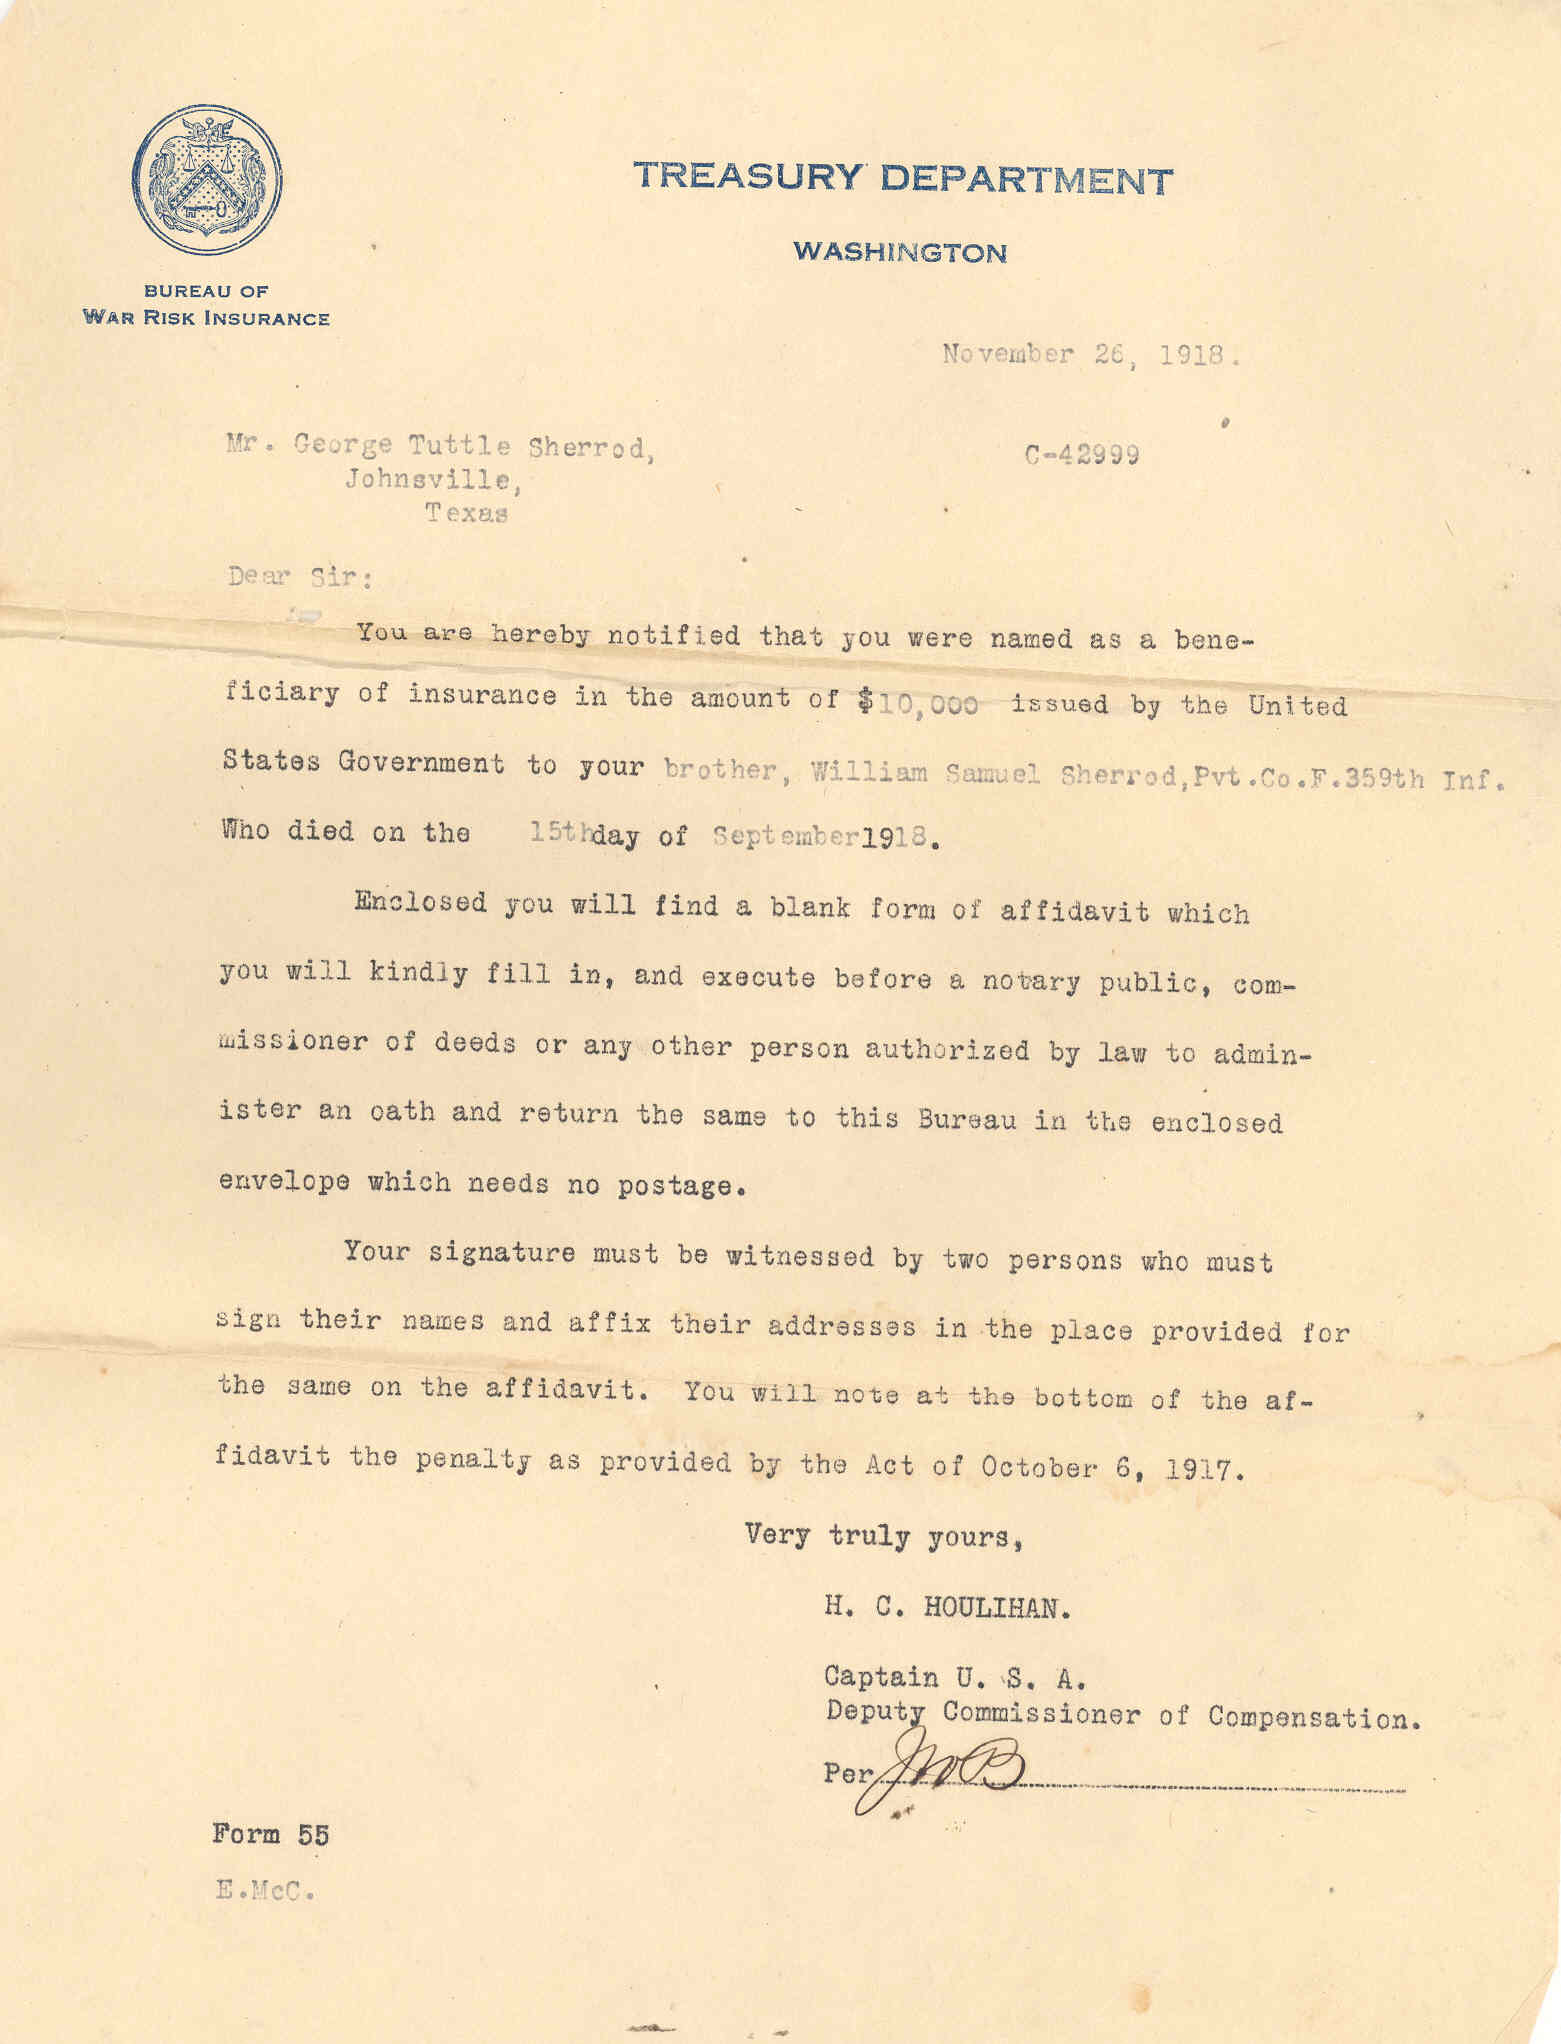 TREASURY DEPARTMENT
WASHINGTON
BUREAU OF
WAR RISK INSURANCE
November 26, 1918.
Mr. George Tuttle Sherrod,
Johnsville,
Texas
C-42999
Dear Sir:
You are hereby notified that you were named as a bene-
ficiary of insurance in the amount of $10,000 issued by the United
States Government to your brother, William Samuel Sherrod,Pvt.Co.F.359th Inf.
Who died on the 15thday of September1918.
Enclosed you will find a blank form of affidavit which
you will kindly fill in, and execute before a notary public, com-
missioner of deeds or any other person authorized by law to admin-
ister an oath and return the same to this Bureau in the enclosed
envelope which needs no postage.
Your signature must be witnessed by two persons who must
sign their names and affix their addresses in the place provided for
the same on the affidavit. You will note at the bottom of the af-
fidavit the penalty as provided by the Act of October 6, 1917.
Very truly yours,
H. C. HOULIHAN.
Captain U. S. A.
Deputy Commissioner of Compensation.
Per
Form 55
E.McC.